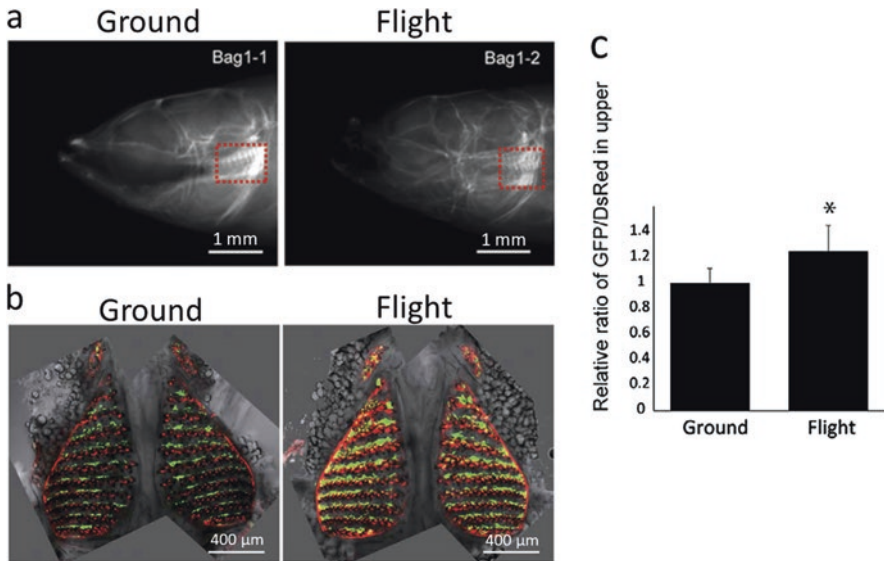 a
Ground
Flight
Bag1-1
Bag1-2
1 mm
1 mm
b
Ground
Flight
400 μm
400 μm
c
Relative ratio of GFP/DsRed in upper
1.4
1.2
1
0.8
0.6
0.4
0.2
0
*
Ground
Flight